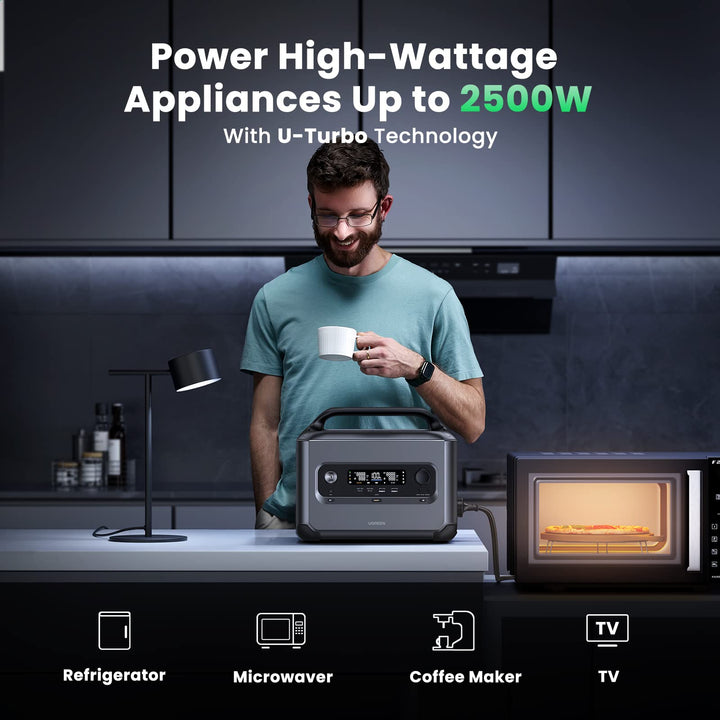 Power High-Wattage
Appliances Up to 2500W
With U-Turbo Technology
UGREEN
TV
Refrigerator
Microwaver
Coffee Maker
TV